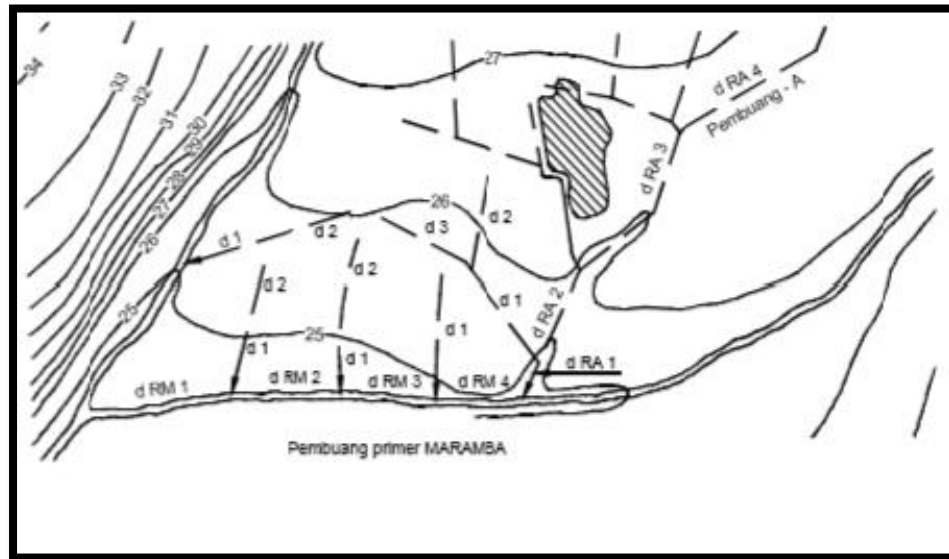 27
d RA 4
Pembuang - A
34
33
32
31
30
29
28
27
26
25
d RA 3
26
d 2
d 3
d 2
d 1
d 2
d 2
d 1
d RA 2
d 1
25
d 1
d 1
d RA 1
d RM 1
d RM 2
d RM 3
d RM 4
Pembuang primer MARAMBA